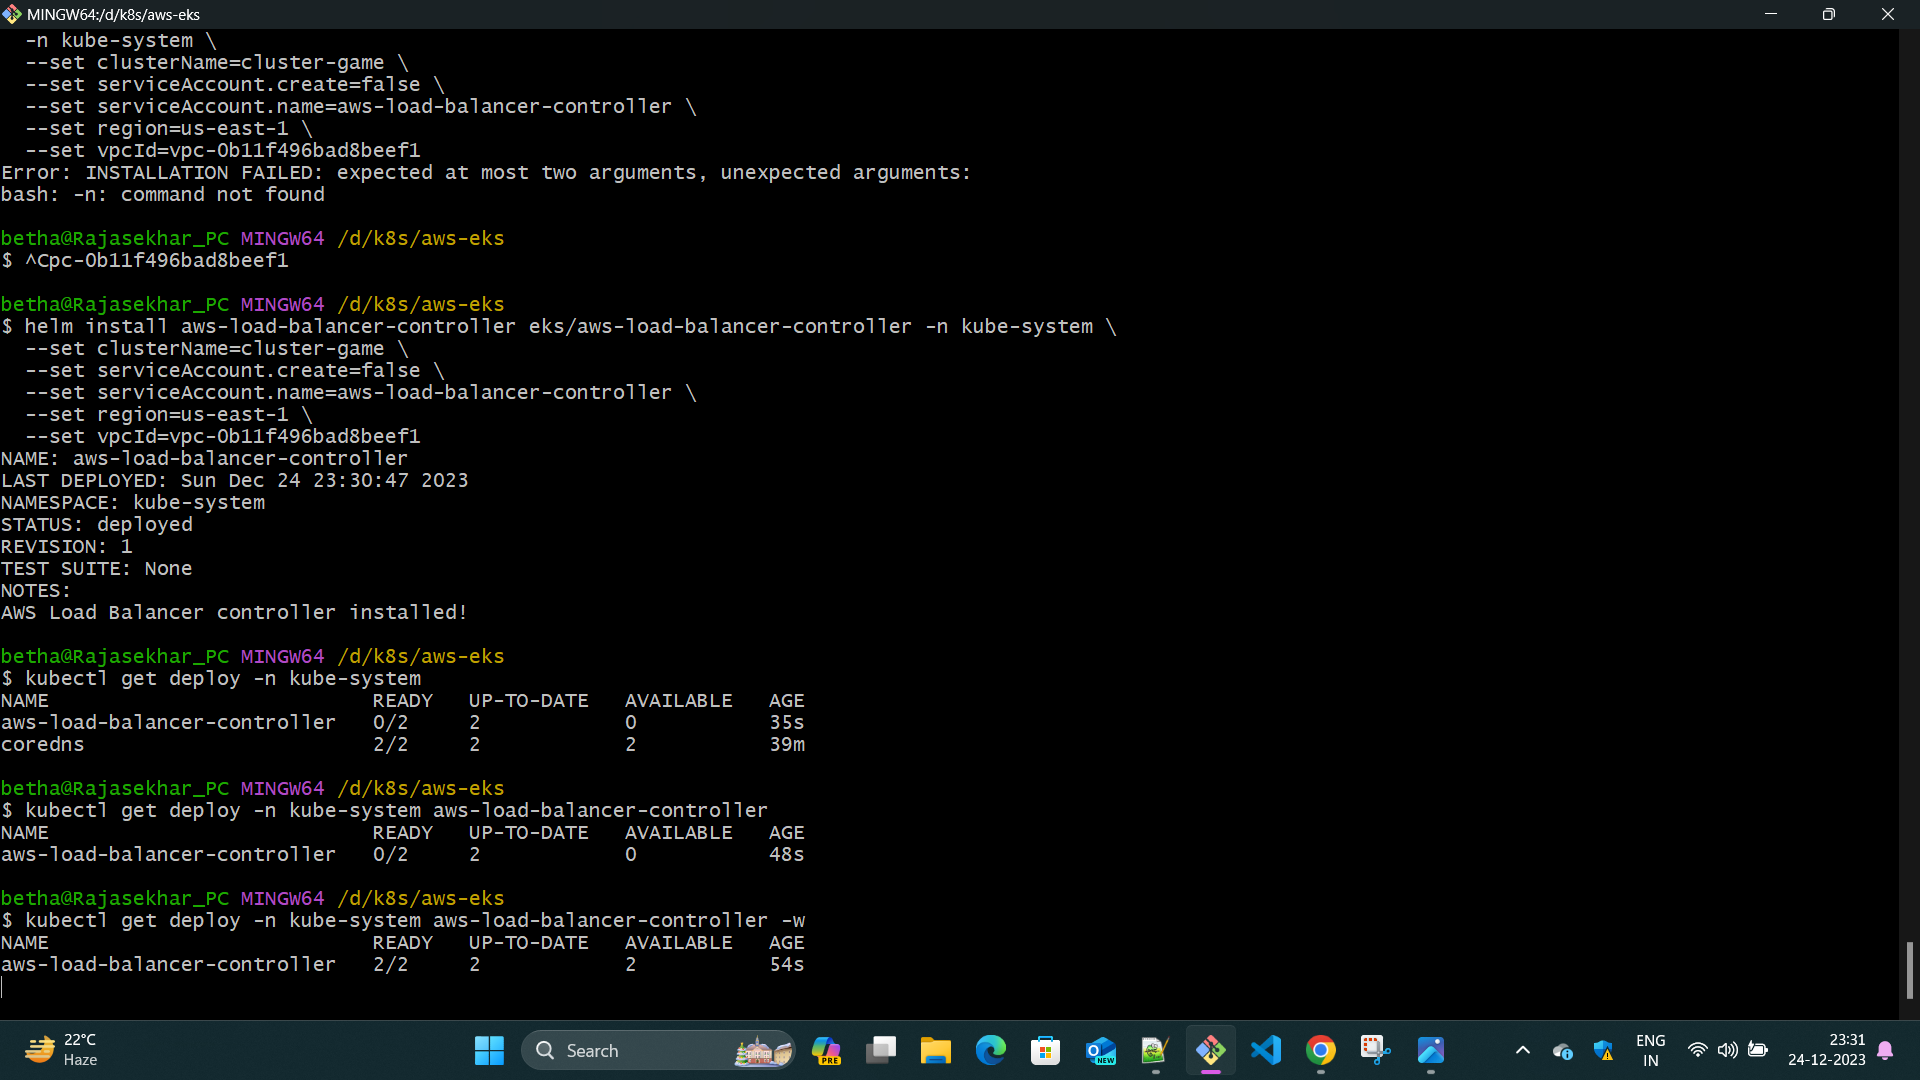 MINGW64:/d/k8s/aws-eks
  -n kube-system \
  --set clusterName=cluster-game \
  --set serviceAccount.create=false \
  --set serviceAccount.name=aws-load-balancer-controller \
  --set region=us-east-1 \
  --set vpcId=vpc-0b11f496bad8beef1
Error: INSTALLATION FAILED: expected at most two arguments, unexpected arguments:
bash: -n: command not found
betha@Rajasekhar_PC MINGW64 /d/k8s/aws-eks
$ ^Cpc-0b11f496bad8beef1
betha@Rajasekhar_PC MINGW64 /d/k8s/aws-eks
$ helm install aws-load-balancer-controller eks/aws-load-balancer-controller -n kube-system \
  --set clusterName=cluster-game \
  --set serviceAccount.create=false \
  --set serviceAccount.name=aws-load-balancer-controller \
  --set region=us-east-1 \
  --set vpcId=vpc-0b11f496bad8beef1
NAME: aws-load-balancer-controller
LAST DEPLOYED: Sun Dec 24 23:30:47 2023
NAMESPACE: kube-system
STATUS: deployed
REVISION: 1
TEST SUITE: None
NOTES:
AWS Load Balancer controller installed!
betha@Rajasekhar_PC MINGW64 /d/k8s/aws-eks
$ kubectl get deploy -n kube-system
NAME                           READY   UP-TO-DATE   AVAILABLE   AGE
aws-load-balancer-controller   0/2     2            0           35s
coredns                        2/2     2            2           39m
betha@Rajasekhar_PC MINGW64 /d/k8s/aws-eks
$ kubectl get deploy -n kube-system aws-load-balancer-controller
NAME                           READY   UP-TO-DATE   AVAILABLE   AGE
aws-load-balancer-controller   0/2     2            0           48s
betha@Rajasekhar_PC MINGW64 /d/k8s/aws-eks
$ kubectl get deploy -n kube-system aws-load-balancer-controller -w
NAME                           READY   UP-TO-DATE   AVAILABLE   AGE
aws-load-balancer-controller   2/2     2            2           54s
22°C
Haze
Search
PRE
NEW
ENG
IN
23:31
24-12-2023